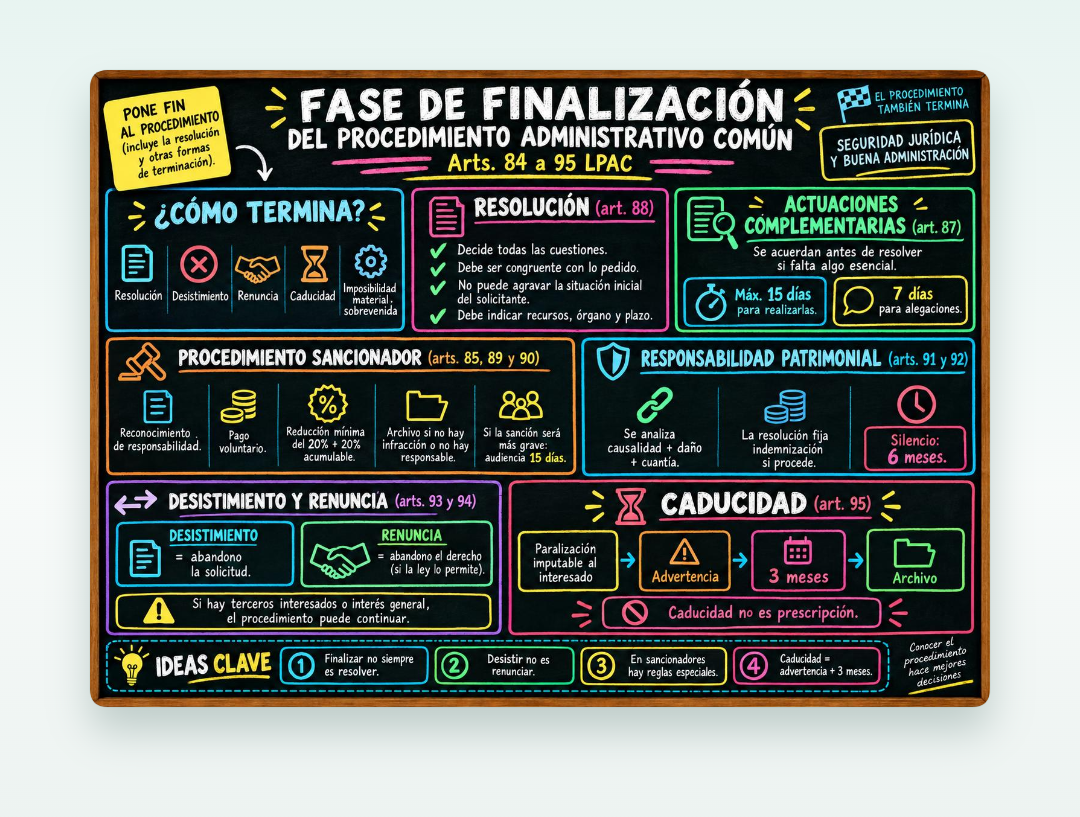 PONE FIN
AL PROCEDIMIENTO
(incluye la resolución
y otras formas
de terminación).
FASE DE FINALIZACIÓN
DEL PROCEDIMIENTO ADMINISTRATIVO COMÚN
Arts. 84 a 95 LPAC
EL PROCEDIMIENTO
TAMBIÉN TERMINA
SEGURIDAD JURÍDICA
Y BUENA ADMINISTRACIÓN
¿CÓMO TERMINA?
Resolución
Desistimiento
Renuncia
Caducidad
Imposibilidad
material.
sobrevenida
RESOLUCIÓN (art. 88)
Decide todas las cuestiones.
Debe ser congruente con lo pedido.
No puede agravar la situación inicial
del solicitante.
Debe indicar recursos, órgano y plazo.
ACTUACIONES
COMPLEMENTARIAS (art. 87)
Se acuerdan antes de resolver
si falta algo esencial.
Máx. 15 días
para realizarlas.
7 días
para alegaciones.
PROCEDIMIENTO SANCIONADOR (arts. 85, 89 y 90)
Reconocimiento
de responsabilidad.
Pago
voluntario.
%
Reducción mínima
del 20% + 20%
acumulable.
Archivo si no hay
infracción o no hay
responsable.
Si la sanción será
más grave:
audiencia 15 días.
RESPONSABILIDAD PATRIMONIAL (arts. 91 y 92)
Se analiza
causalidad + daño
+ cuantía.
La resolución fija
indemnización
si procede.
Silencio:
6 meses.
DESISTIMIENTO Y RENUNCIA (arts. 93 y 94)
DESISTIMIENTO
= abandono
la solicitud.
RENUNCIA
= abandono el derecho
(si la ley lo permite).
Si hay terceros interesados o interés general,
el procedimiento puede continuar.
CADUCIDAD (art. 95)
Paralización
imputable al
interesado
Advertencia
3 meses
Archivo
Caducidad no es prescripción.
IDEAS CLAVE
1
Finalizar no siempre
es resolver.
2
Desistir no es
renunciar.
3
En sancionadores
hay reglas especiales.
4
Caducidad =
advertencia + 3 meses.
Conocer el
procedimiento
hace mejores
decisiones